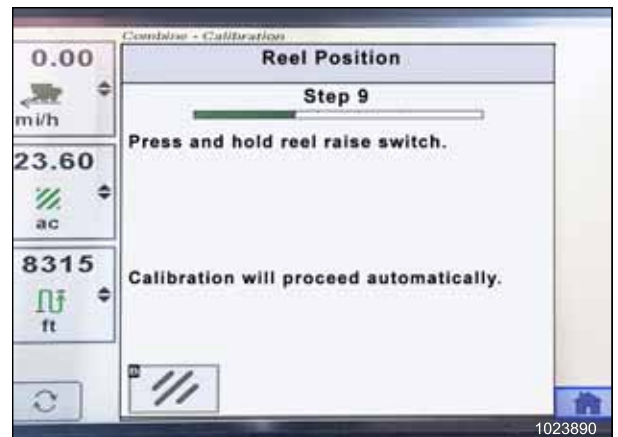 Combine - Calibration
Reel Position
Step 9
Press and hold reel raise switch.
Calibration will proceed automatically.
0.00
mi/h
23.60
ac
8315
ft
1023890